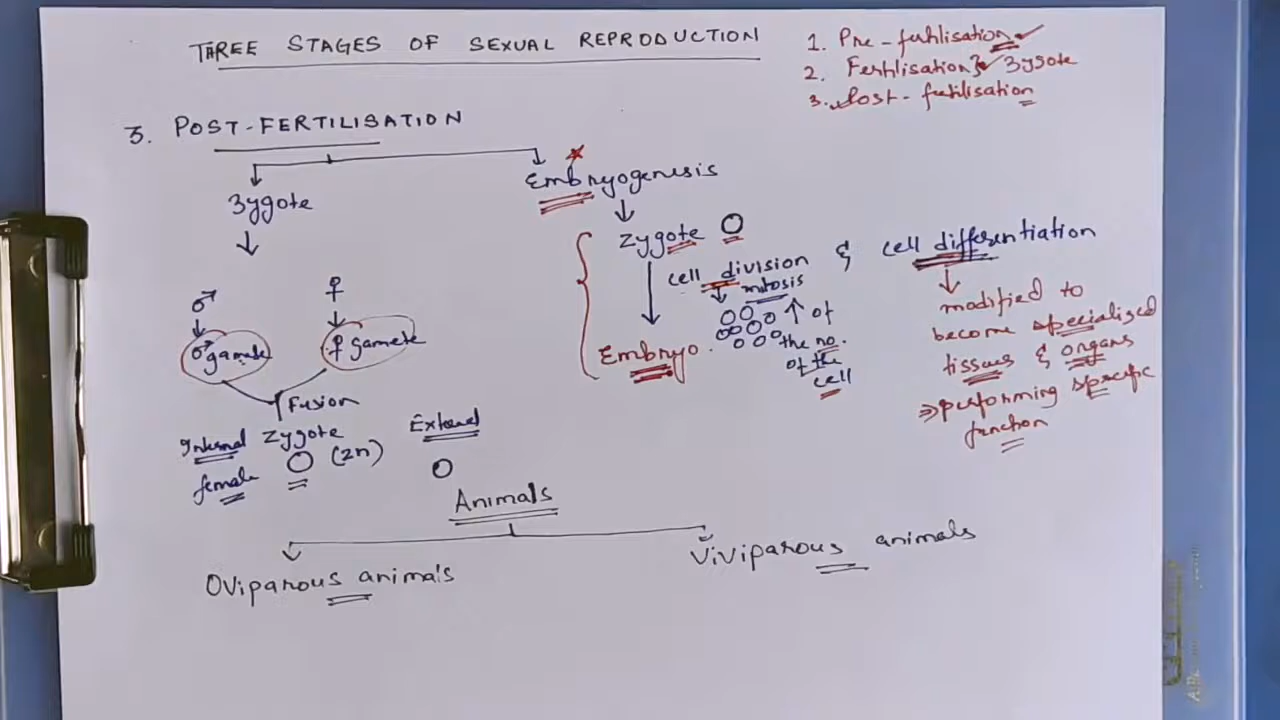 THREE STAGES OF SEXUAL REPRODUCTION
1. Pre-fertilisation
2. Fertilisation } Zygote
3. Post-fertilisation
3. POST-FERTILISATION
Zygote
♂ ♀
♂ gamete ♀ gamete
Fusion
Internal Zygote External
female (2n)
Embryogenesis
Zygote
cell division & cell differentiation
mitosis
↑ of
the no.
of the
cell
Embryo
modified to
become specialised
tissues & organs
⇒ performing specific
function
Animals
Oviparous animals
Viviparous animals